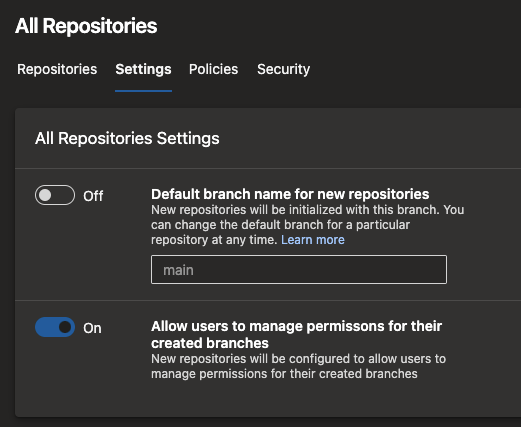 All Repositories
Repositories Settings Policies Security
All Repositories Settings
Off
Default branch name for new repositories
New repositories will be initialized with this branch. You
can change the default branch for a particular
repository at any time. Learn more
main
On
Allow users to manage permissons for their
created branches
New repositories will be configured to allow users to
manage permissions for their created branches